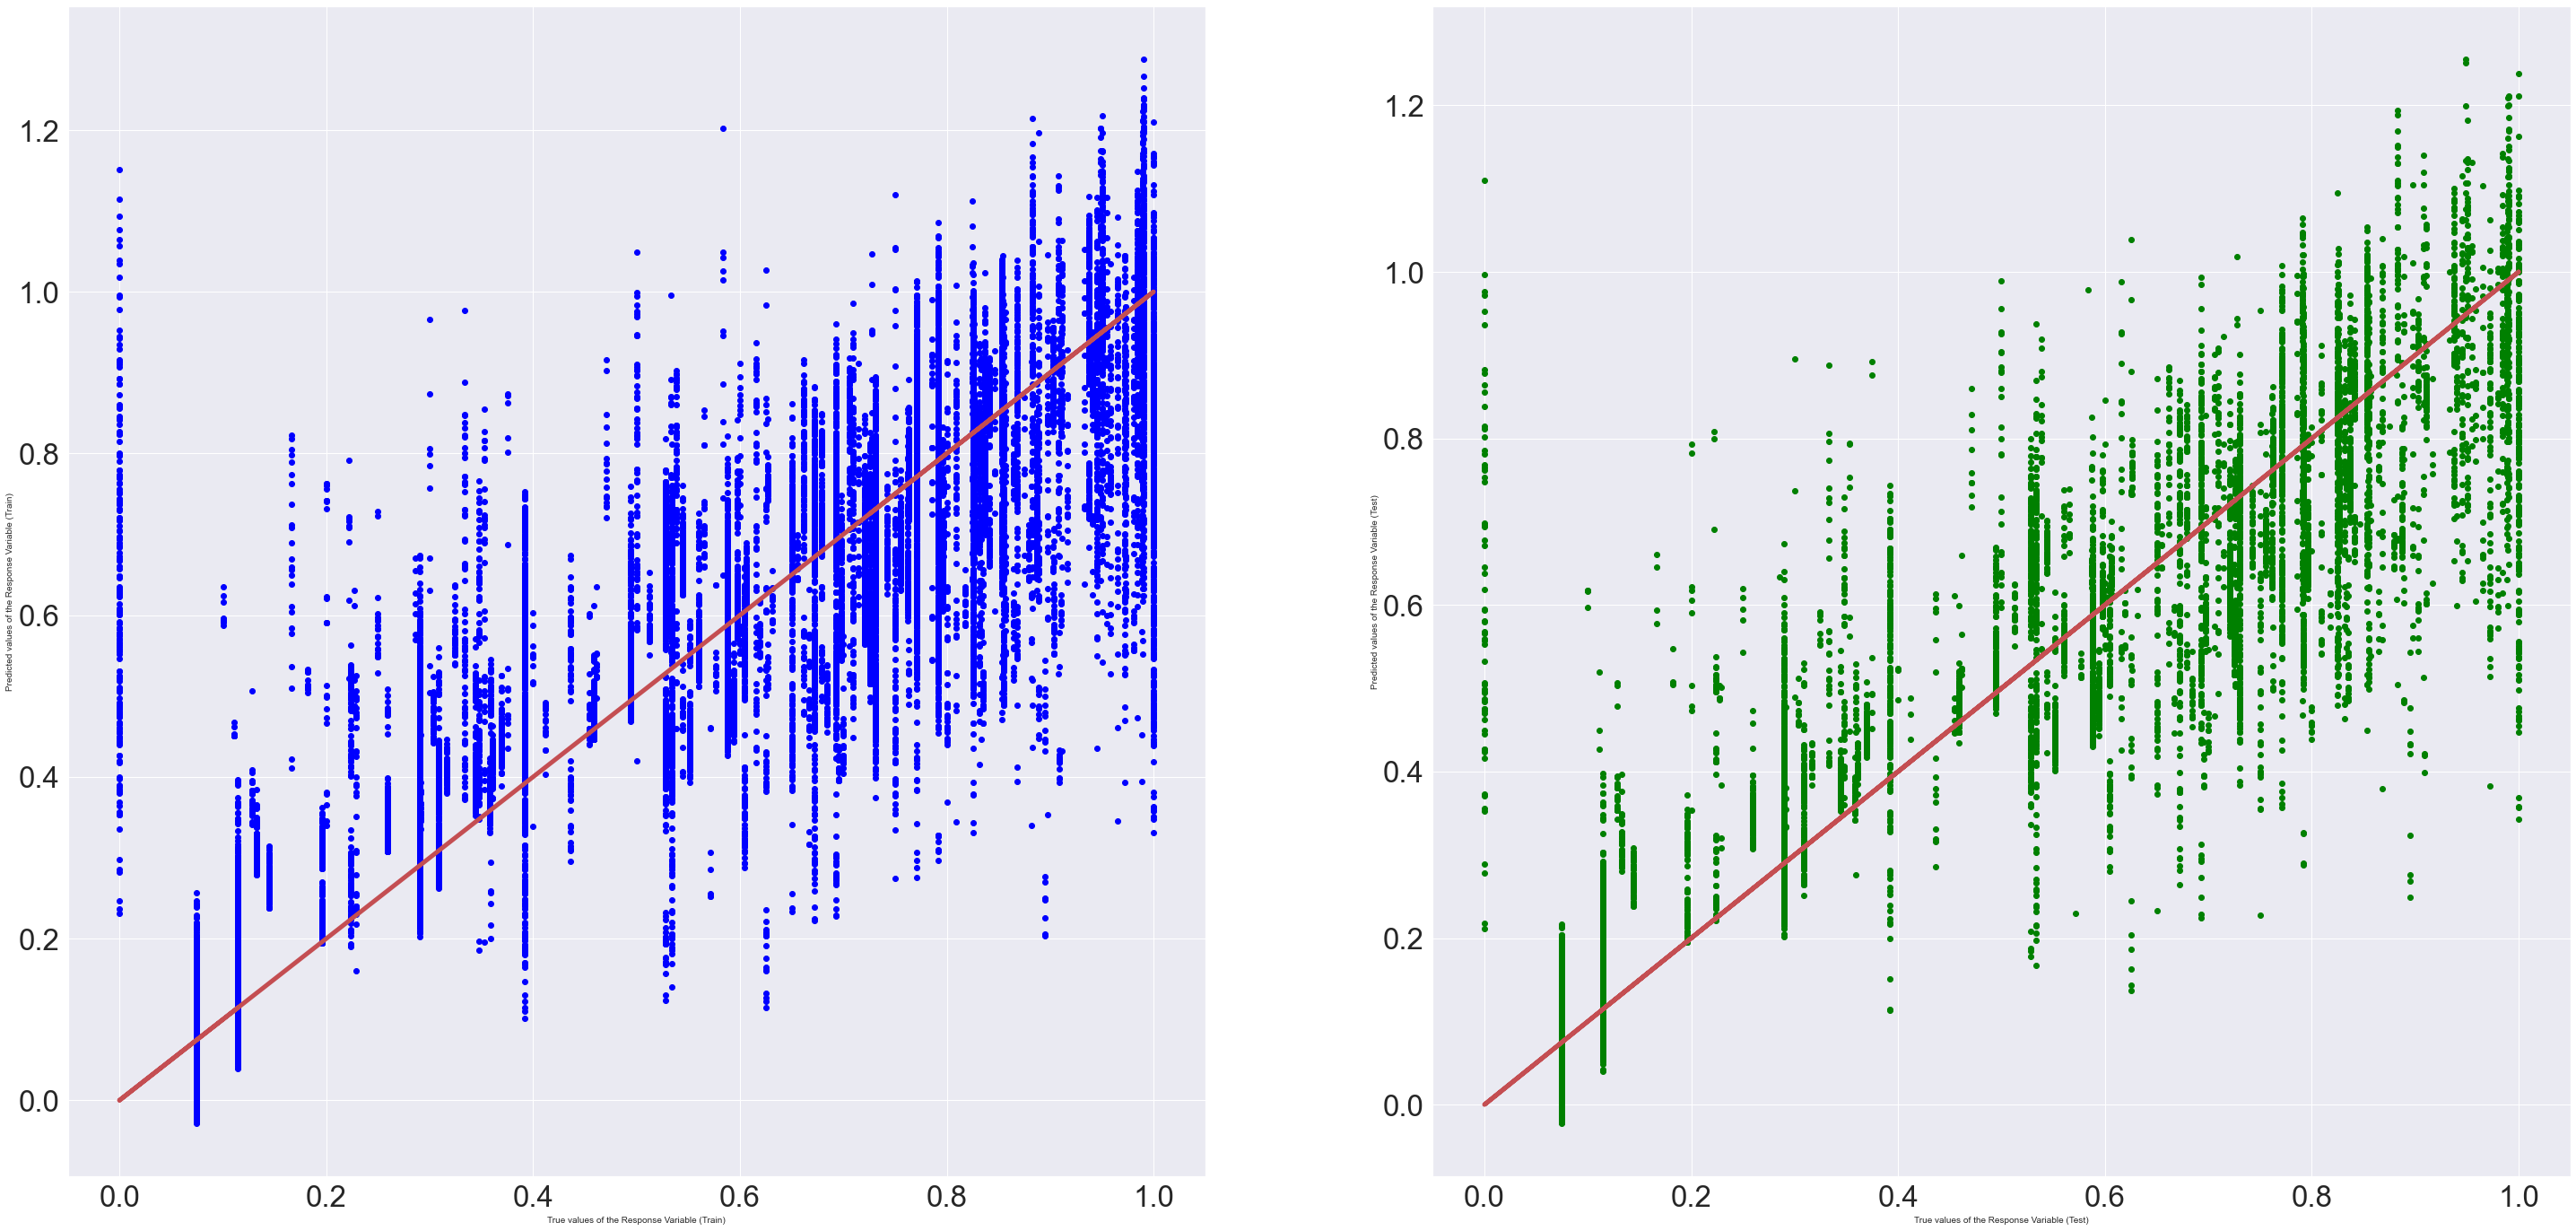 1.2
1.0
0.8
0.6
0.4
0.2
0.0
Predicted values of the Response Variable (Train)
0.0 0.2 0.4 0.6 0.8 1.0
True values of the Response Variable (Train)
1.2
1.0
0.8
0.6
0.4
0.2
0.0
Predicted values of the Response Variable (Test)
0.0 0.2 0.4 0.6 0.8 1.0
True values of the Response Variable (Test)